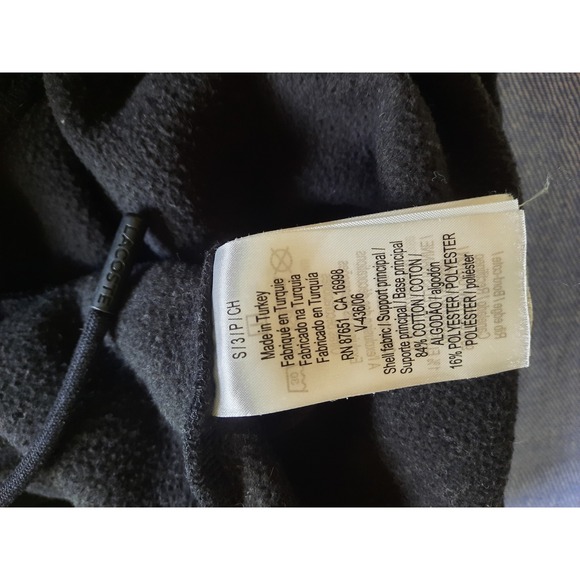 LACOSTE
S/3/P/CH
Made in Turkey
Fabriqué en Turquie
Fabricado na Turquia
Fabricado en Turquía
RN 87651 CA 16998
V-43606
Shell fabric / Support principal /
Suporte principal / Base principal
84% COTTON / COTON /
ALGODÃO / algodón
16% POLYESTER / POLYESTER
POLIÉSTER / poliéster